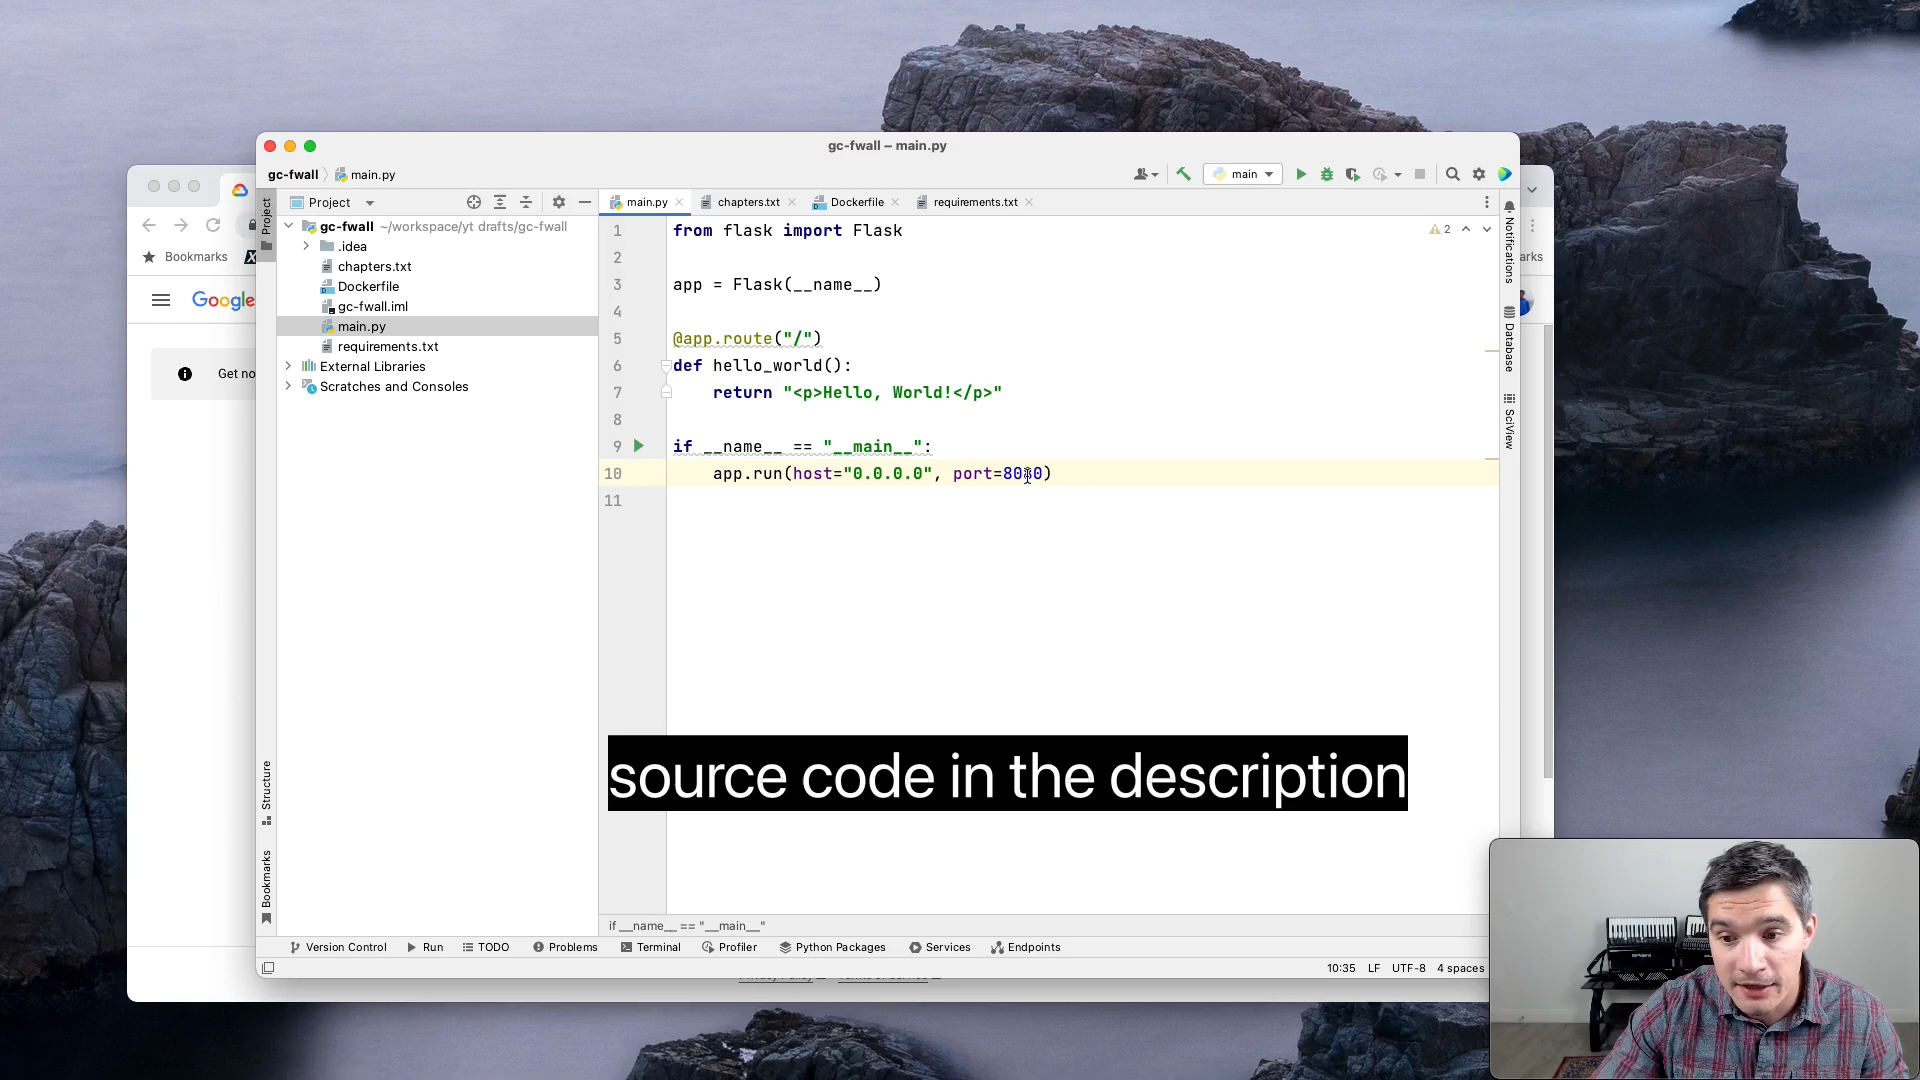 gc-fwall – main.py
gc-fwall
main.py
main
Project
main.py
chapters.txt
Dockerfile
requirements.txt
Project
gc-fwall ~/workspace/yt drafts/gc-fwall
.idea
chapters.txt
Dockerfile
gc-fwall.iml
main.py
requirements.txt
External Libraries
Scratches and Consoles
1 from flask import Flask
2
3 app = Flask(__name__)
4
5 @app.route("/")
6 def hello_world():
7 return "<p>Hello, World!</p>"
8
9 if __name__ == "__main__":
10 app.run(host="0.0.0.0", port=8080)
11
2
Notifications
Database
SciView
Bookmarks
Google
Get no
arks
source code in the description
Structure
Bookmarks
if __name__ == "__main__"
Version Control
Run
TODO
Problems
Terminal
Profiler
Python Packages
Services
Endpoints
10:35 LF UTF-8 4 spaces